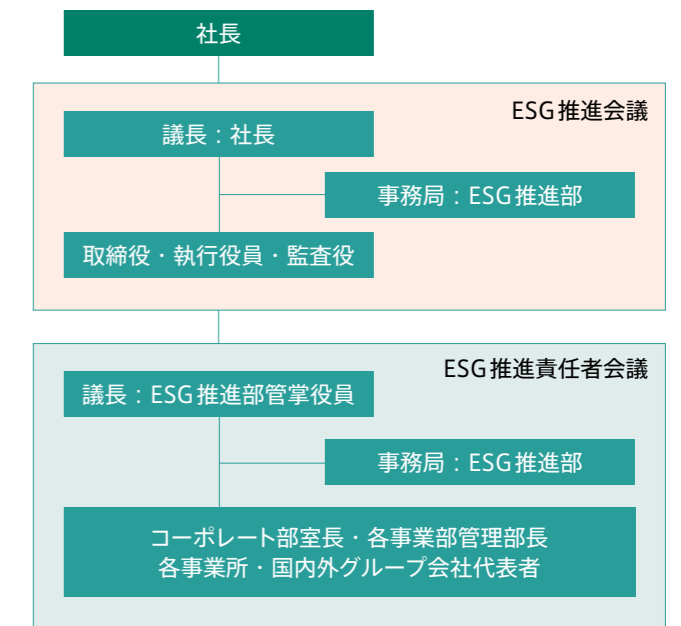 社長
ESG推進会議
議長：社長
事務局：ESG推進部
取締役・執行役員・監査役
ESG推進責任者会議
議長：ESG推進部管掌役員
事務局：ESG推進部
コーポレート部室長・各事業部管理部長
各事業所・国内外グループ会社代表者